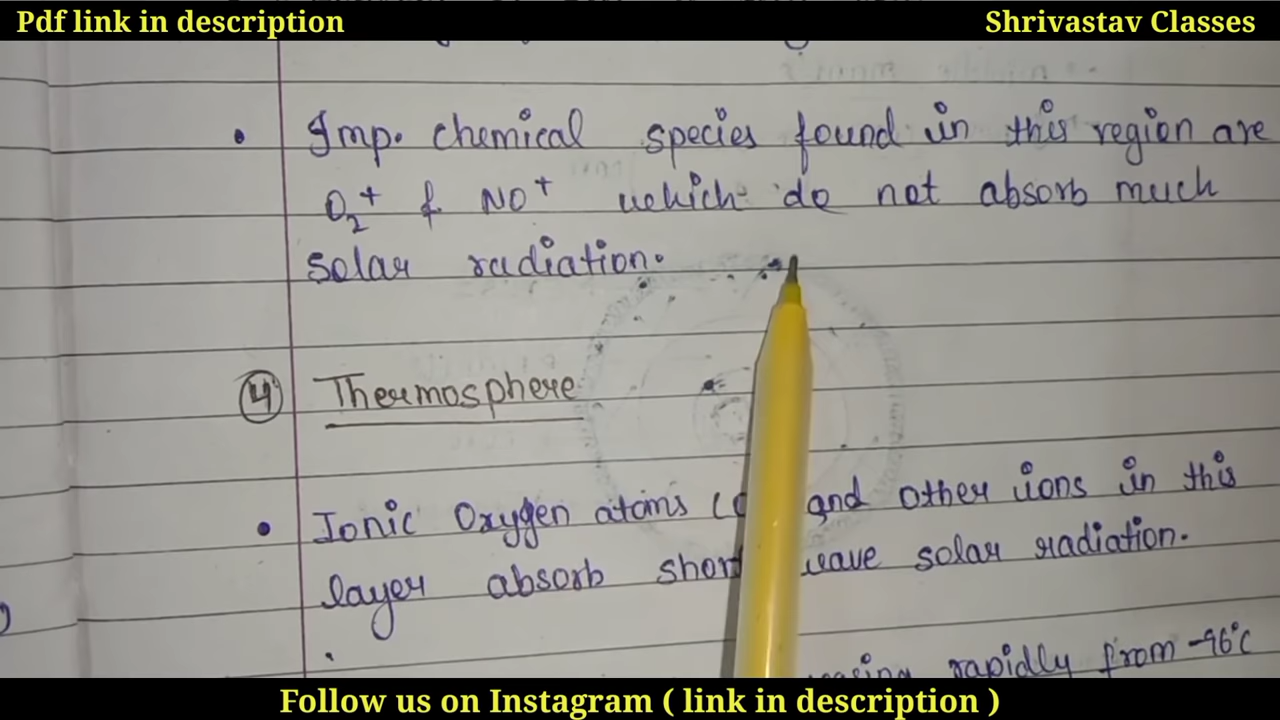 Pdf link in description
Shrivastav Classes
• Imp. chemical species found in this region are
O₂⁺ & NO⁺ which do not absorb much
solar radiation.
④ Thermosphere
• Ionic Oxygen atoms and other ions in this
layer absorb short wave solar radiation.
rapidly from -96°C
Follow us on Instagram ( link in description )